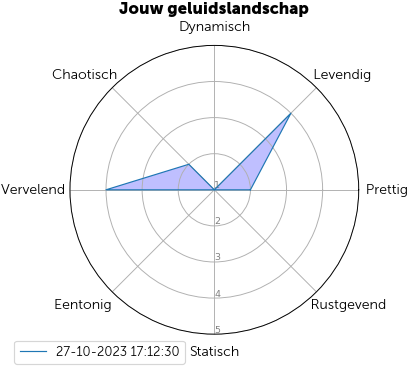 Jouw geluidslandschap
Dynamisch
Chaotisch
Levendig
Vervelend
Prettig
1
2
3
4
5
Eentonig
Rustgevend
27-10-2023 17:12:30
Statisch